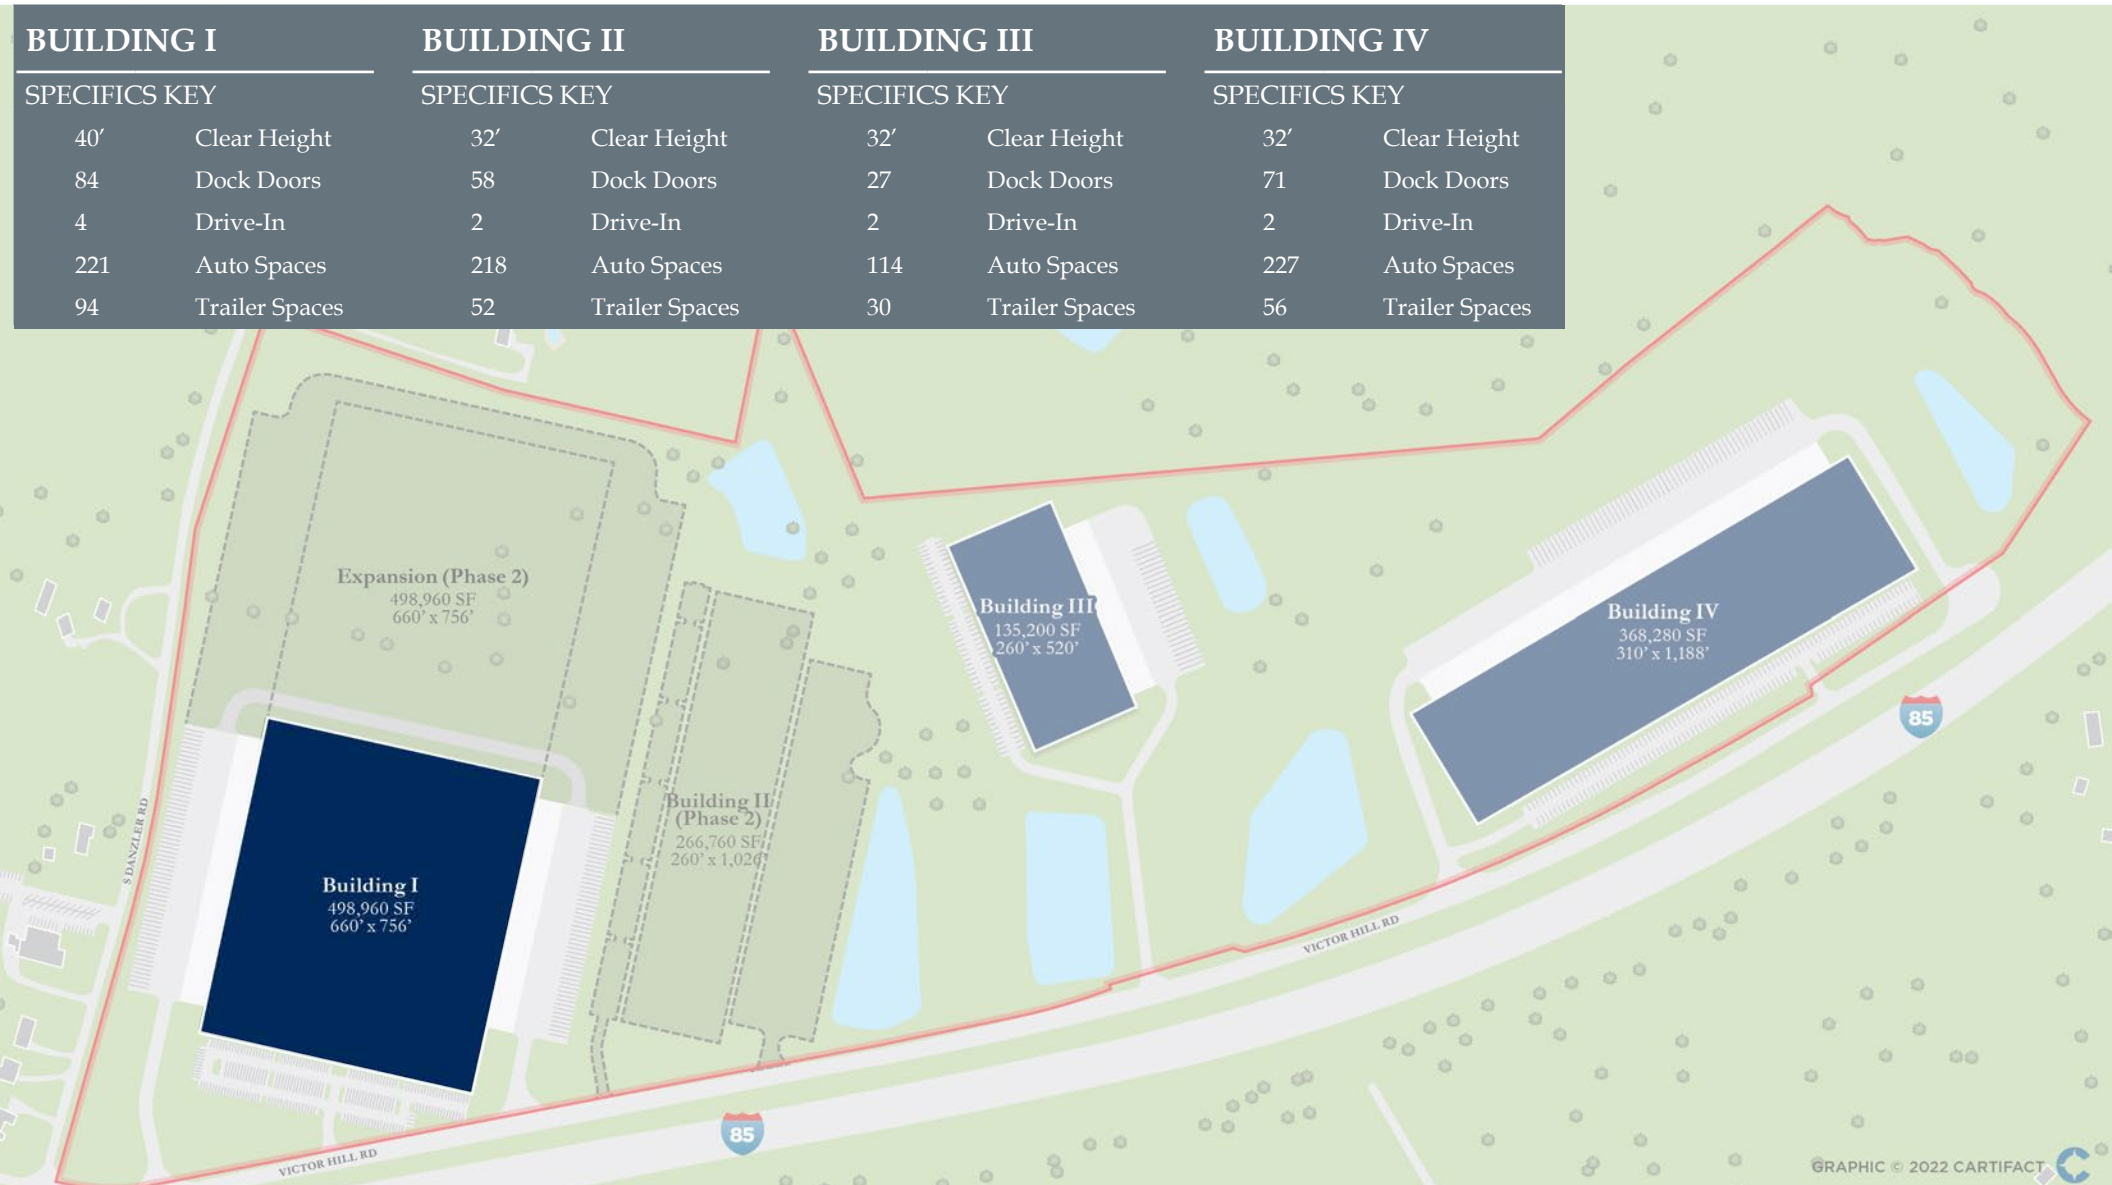 BUILDING I
SPECIFICS KEY
40′ Clear Height
84 Dock Doors
4 Drive-In
221 Auto Spaces
94 Trailer Spaces
BUILDING II
SPECIFICS KEY
32′ Clear Height
58 Dock Doors
2 Drive-In
218 Auto Spaces
52 Trailer Spaces
BUILDING III
SPECIFICS KEY
32′ Clear Height
27 Dock Doors
2 Drive-In
114 Auto Spaces
30 Trailer Spaces
BUILDING IV
SPECIFICS KEY
32′ Clear Height
71 Dock Doors
2 Drive-In
227 Auto Spaces
56 Trailer Spaces
Expansion (Phase 2)
498,960 SF
660’ x 756’
Building III
135,200 SF
260’ x 520’
Building IV
368,280 SF
310’ x 1,188’
85
Building II
(Phase 2)
266,760 SF
260’ x 1,026’
S DANZLER RD
Building I
498,960 SF
660’ x 756’
VICTOR HILL RD
85
VICTOR HILL RD
GRAPHIC © 2022 CARTIFACT